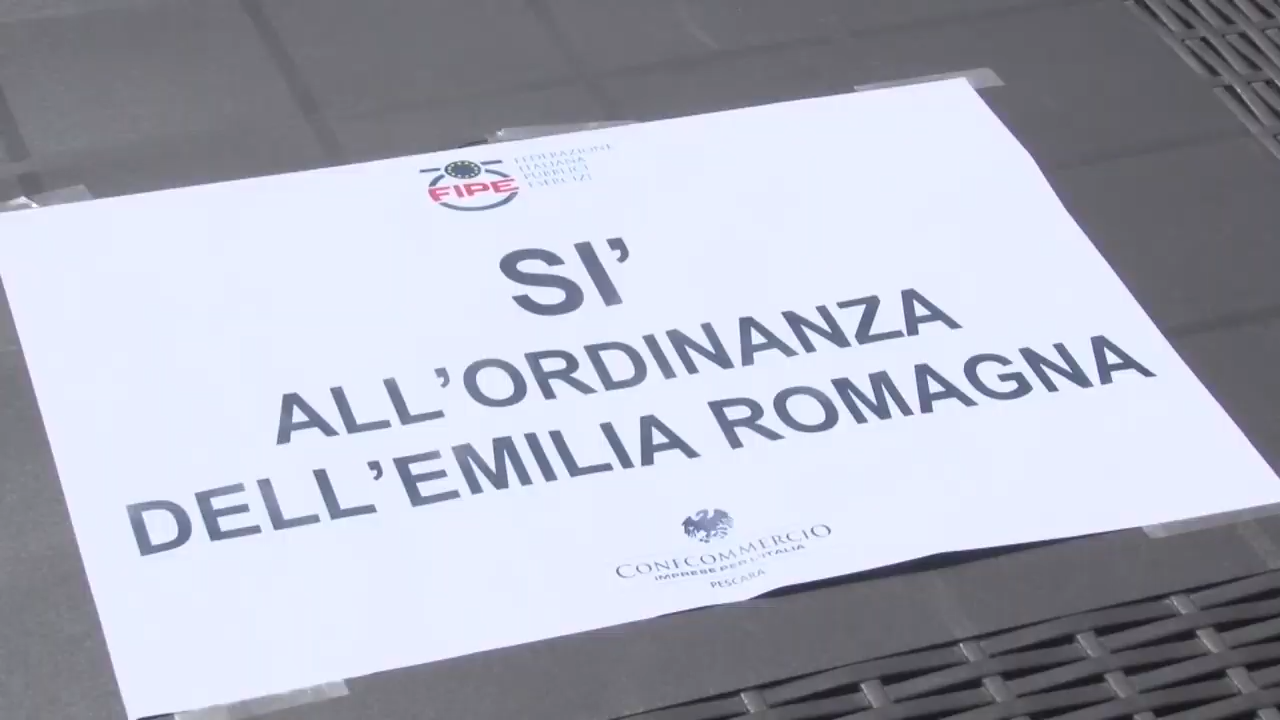 FIPE
FEDERAZIONE
ITALIANA
PUBBLICI
ESERCIZI
SI’
ALL’ORDINANZA
DELL’EMILIA ROMAGNA
CONFCOMMERCIO
IMPRESE PER L'ITALIA
PESCARA